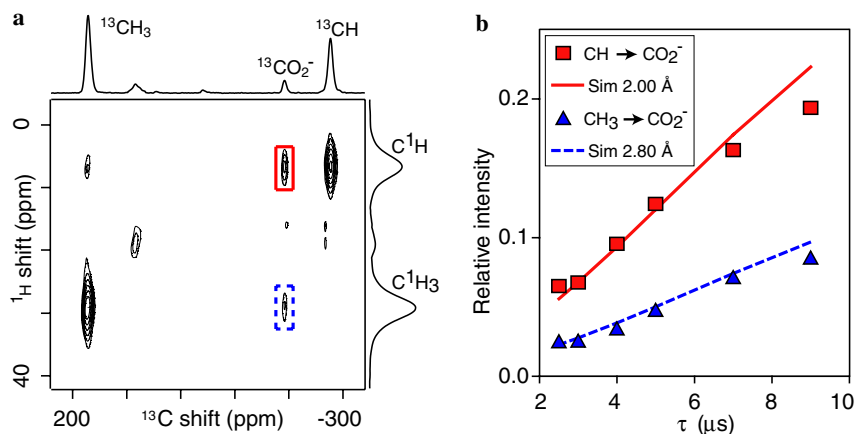 a
¹³CH₃
¹³CO₂⁻
¹³CH
0
40
¹H shift (ppm)
C¹H
C¹H3
200
¹³C shift (ppm)
-300
b
CH → CO₂⁻
Sim 2.00 Å
CH₃ → CO₂⁻
Sim 2.80 Å
Relative intensity
0.2
0.1
0.0
2
4
6
8
10
τ (μs)